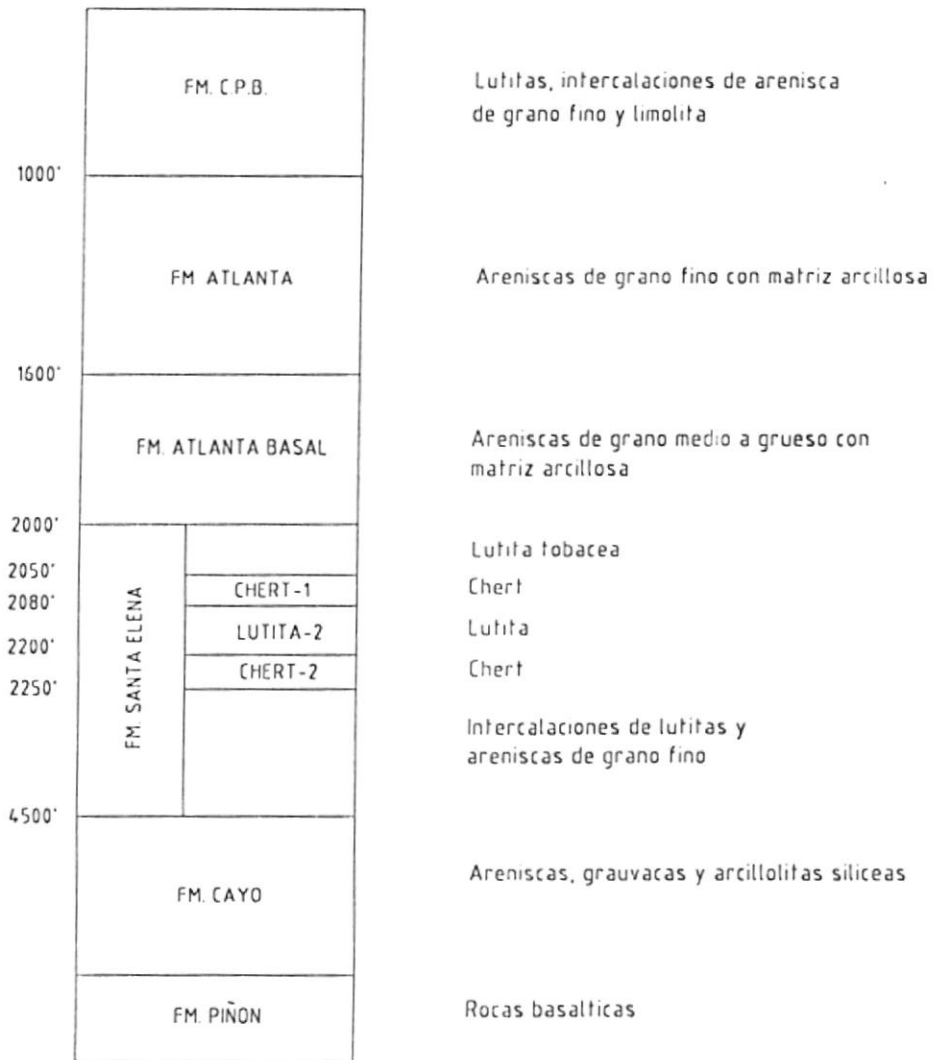 FM. C.P.B.
Lutitas, intercalaciones de arenisca
de grano fino y limolita
1000'
FM ATLANTA
Areniscas de grano fino con matriz arcillosa
1600'
FM. ATLANTA BASAL
Areniscas de grano medio a grueso con
matriz arcillosa
2000'
Lutita tobacea
2050'
CHERT-1
Chert
2080'
FM. SANTA ELENA
LUTITA-2
Lutita
2200'
CHERT-2
Chert
2250'
Intercalaciones de lutitas y
areniscas de grano fino
4500'
FM. CAYO
Areniscas, grauvacas y arcillolitas siliceas
FM. PIÑON
Rocas basalticas